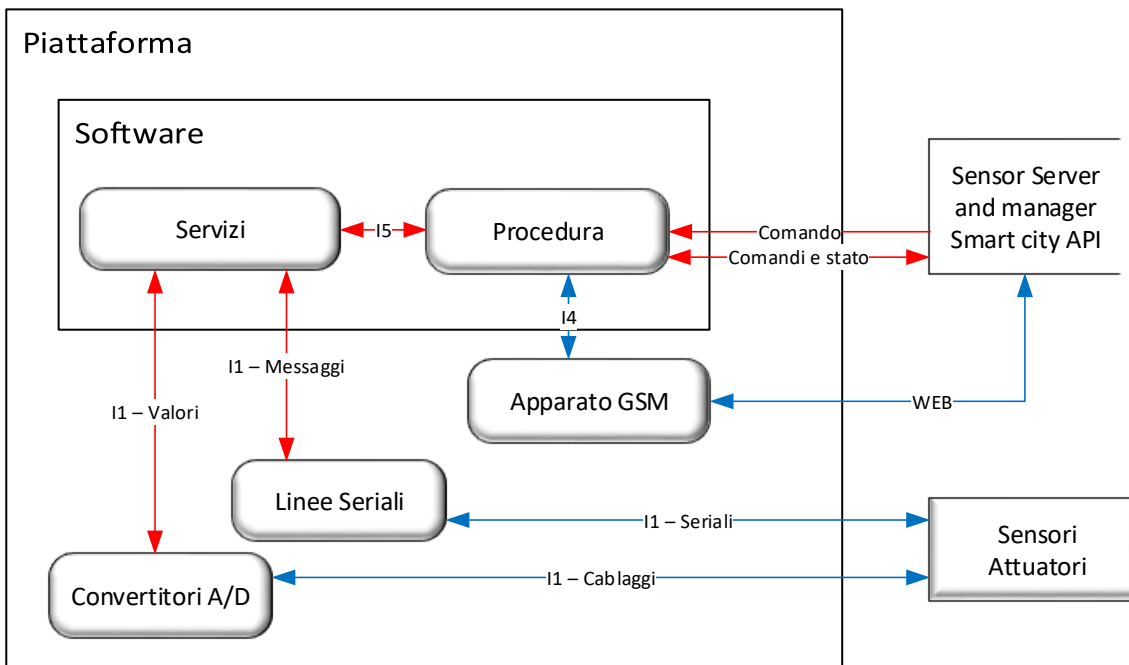 Piattaforma
Software
Servizi
I5
Procedura
Comando
Comandi e stato
Sensor Server
and manager
Smart city API
I4
I1 – Messaggi
Apparato GSM
WEB
I1 – Valori
Linee Seriali
I1 – Seriali
Sensori
Attuatori
Convertitori A/D
I1 – Cablaggi